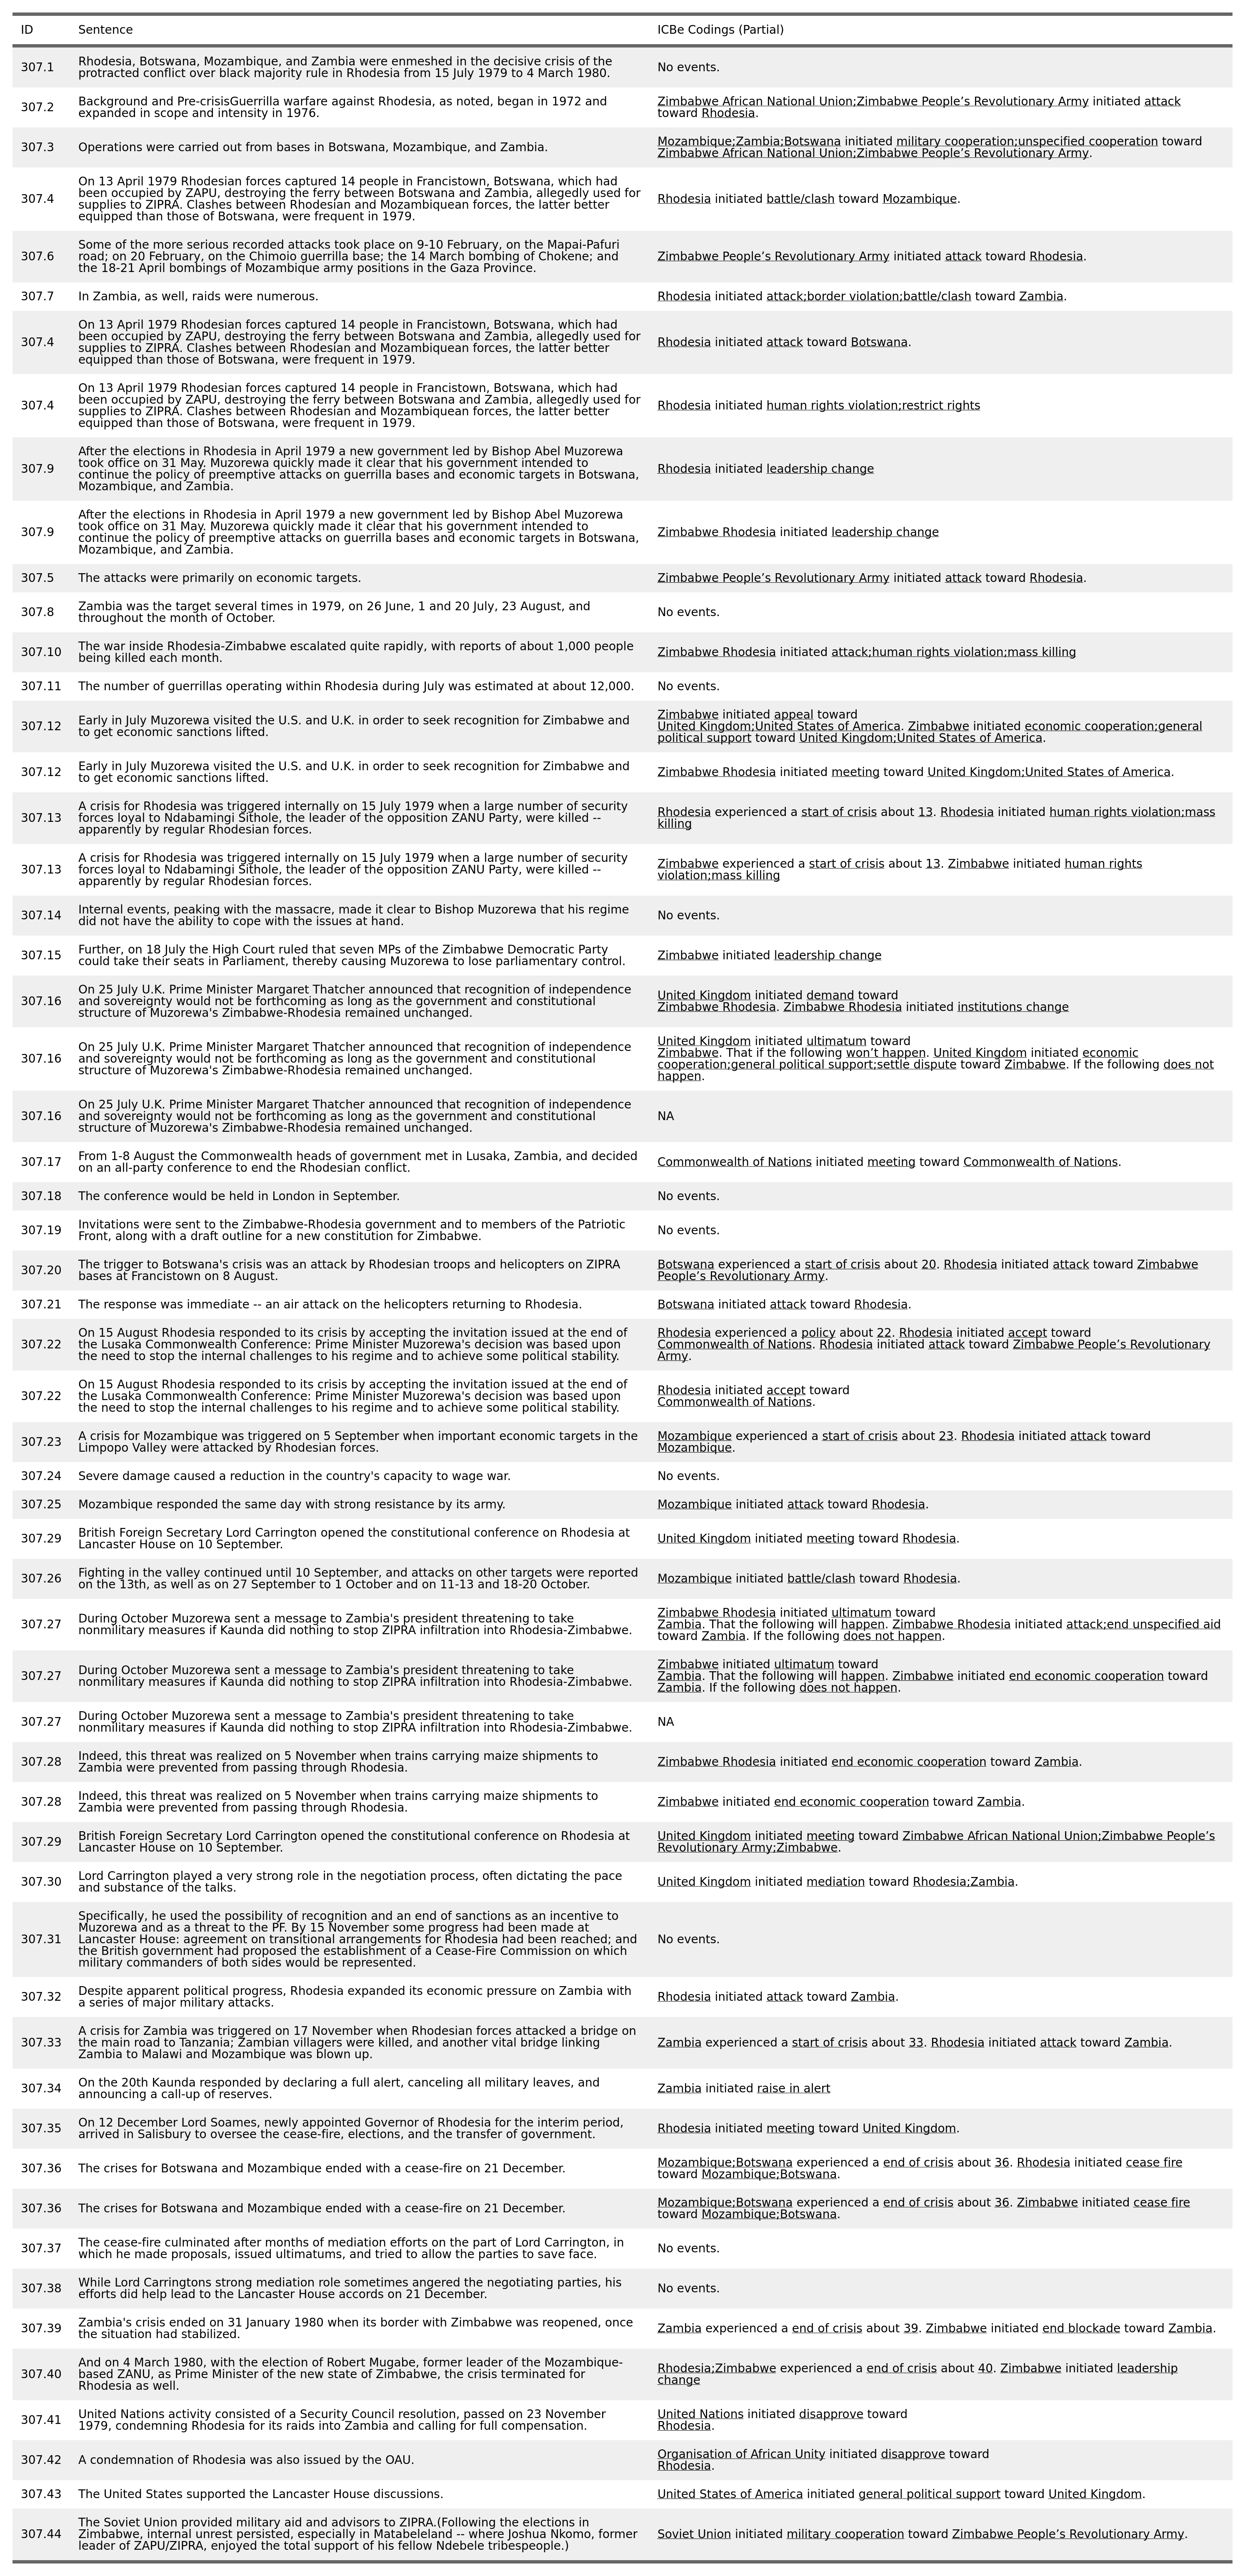 ID Sentence ICBe Codings (Partial)
307.1 Rhodesia, Botswana, Mozambique, and Zambia were enmeshed in the decisive crisis of the
protracted conflict over black majority rule in Rhodesia from 15 July 1979 to 4 March 1980.
No events.
307.2 Background and Pre-crisisGuerrilla warfare against Rhodesia, as noted, began in 1972 and
expanded in scope and intensity in 1976.
Zimbabwe African National Union;Zimbabwe People’s Revolutionary Army initiated attack
toward Rhodesia.
307.3 Operations were carried out from bases in Botswana, Mozambique, and Zambia.
Mozambique;Zambia;Botswana initiated military cooperation;unspecified cooperation toward
Zimbabwe African National Union;Zimbabwe People’s Revolutionary Army.
307.4 On 13 April 1979 Rhodesian forces captured 14 people in Francistown, Botswana, which had
been occupied by ZAPU, destroying the ferry between Botswana and Zambia, allegedly used for
supplies to ZIPRA. Clashes between Rhodesian and Mozambiquean forces, the latter better
equipped than those of Botswana, were frequent in 1979.
Rhodesia initiated battle/clash toward Mozambique.
307.6 Some of the more serious recorded attacks took place on 9-10 February, on the Mapai-Pafuri
road; on 20 February, on the Chimoio guerrilla base; the 14 March bombing of Chokene; and
the 18-21 April bombings of Mozambique army positions in the Gaza Province.
Zimbabwe People’s Revolutionary Army initiated attack toward Rhodesia.
307.7 In Zambia, as well, raids were numerous.
Rhodesia initiated attack;border violation;battle/clash toward Zambia.
307.4 On 13 April 1979 Rhodesian forces captured 14 people in Francistown, Botswana, which had
been occupied by ZAPU, destroying the ferry between Botswana and Zambia, allegedly used for
supplies to ZIPRA. Clashes between Rhodesian and Mozambiquean forces, the latter better
equipped than those of Botswana, were frequent in 1979.
Rhodesia initiated attack toward Botswana.
307.4 On 13 April 1979 Rhodesian forces captured 14 people in Francistown, Botswana, which had
been occupied by ZAPU, destroying the ferry between Botswana and Zambia, allegedly used for
supplies to ZIPRA. Clashes between Rhodesian and Mozambiquean forces, the latter better
equipped than those of Botswana, were frequent in 1979.
Rhodesia initiated human rights violation;restrict rights
307.9 After the elections in Rhodesia in April 1979 a new government led by Bishop Abel Muzorewa
took office on 31 May. Muzorewa quickly made it clear that his government intended to
continue the policy of preemptive attacks on guerrilla bases and economic targets in Botswana,
Mozambique, and Zambia.
Rhodesia initiated leadership change
307.9 After the elections in Rhodesia in April 1979 a new government led by Bishop Abel Muzorewa
took office on 31 May. Muzorewa quickly made it clear that his government intended to
continue the policy of preemptive attacks on guerrilla bases and economic targets in Botswana,
Mozambique, and Zambia.
Zimbabwe Rhodesia initiated leadership change
307.5 The attacks were primarily on economic targets.
Zimbabwe People’s Revolutionary Army initiated attack toward Rhodesia.
307.8 Zambia was the target several times in 1979, on 26 June, 1 and 20 July, 23 August, and
throughout the month of October.
No events.
307.10 The war inside Rhodesia-Zimbabwe escalated quite rapidly, with reports of about 1,000 people
being killed each month.
Zimbabwe Rhodesia initiated attack;human rights violation;mass killing
307.11 The number of guerrillas operating within Rhodesia during July was estimated at about 12,000.
No events.
307.12 Early in July Muzorewa visited the U.S. and U.K. in order to seek recognition for Zimbabwe and
to get economic sanctions lifted.
Zimbabwe initiated appeal toward
United Kingdom;United States of America. Zimbabwe initiated economic cooperation;general
political support toward United Kingdom;United States of America.
307.12 Early in July Muzorewa visited the U.S. and U.K. in order to seek recognition for Zimbabwe and
to get economic sanctions lifted.
Zimbabwe Rhodesia initiated meeting toward United Kingdom;United States of America.
307.13 A crisis for Rhodesia was triggered internally on 15 July 1979 when a large number of security
forces loyal to Ndabamingi Sithole, the leader of the opposition ZANU Party, were killed --
apparently by regular Rhodesian forces.
Rhodesia experienced a start of crisis about 13. Rhodesia initiated human rights violation;mass
killing
307.13 A crisis for Rhodesia was triggered internally on 15 July 1979 when a large number of security
forces loyal to Ndabamingi Sithole, the leader of the opposition ZANU Party, were killed --
apparently by regular Rhodesian forces.
Zimbabwe experienced a start of crisis about 13. Zimbabwe initiated human rights
violation;mass killing
307.14 Internal events, peaking with the massacre, made it clear to Bishop Muzorewa that his regime
did not have the ability to cope with the issues at hand.
No events.
307.15 Further, on 18 July the High Court ruled that seven MPs of the Zimbabwe Democratic Party
could take their seats in Parliament, thereby causing Muzorewa to lose parliamentary control.
Zimbabwe initiated leadership change
307.16 On 25 July U.K. Prime Minister Margaret Thatcher announced that recognition of independence
and sovereignty would not be forthcoming as long as the government and constitutional
structure of Muzorewa's Zimbabwe-Rhodesia remained unchanged.
United Kingdom initiated demand toward
Zimbabwe Rhodesia. Zimbabwe Rhodesia initiated institutions change
307.16 On 25 July U.K. Prime Minister Margaret Thatcher announced that recognition of independence
and sovereignty would not be forthcoming as long as the government and constitutional
structure of Muzorewa's Zimbabwe-Rhodesia remained unchanged.
United Kingdom initiated ultimatum toward
Zimbabwe. That if the following won’t happen. United Kingdom initiated economic
cooperation;general political support;settle dispute toward Zimbabwe. If the following does not
happen.
307.16 On 25 July U.K. Prime Minister Margaret Thatcher announced that recognition of independence
and sovereignty would not be forthcoming as long as the government and constitutional
structure of Muzorewa's Zimbabwe-Rhodesia remained unchanged.
NA
307.17 From 1-8 August the Commonwealth heads of government met in Lusaka, Zambia, and decided
on an all-party conference to end the Rhodesian conflict.
Commonwealth of Nations initiated meeting toward Commonwealth of Nations.
307.18 The conference would be held in London in September.
No events.
307.19 Invitations were sent to the Zimbabwe-Rhodesia government and to members of the Patriotic
Front, along with a draft outline for a new constitution for Zimbabwe.
No events.
307.20 The trigger to Botswana's crisis was an attack by Rhodesian troops and helicopters on ZIPRA
bases at Francistown on 8 August.
Botswana experienced a start of crisis about 20. Rhodesia initiated attack toward Zimbabwe
People’s Revolutionary Army.
307.21 The response was immediate -- an air attack on the helicopters returning to Rhodesia.
Botswana initiated attack toward Rhodesia.
307.22 On 15 August Rhodesia responded to its crisis by accepting the invitation issued at the end of
the Lusaka Commonwealth Conference: Prime Minister Muzorewa's decision was based upon
the need to stop the internal challenges to his regime and to achieve some political stability.
Rhodesia experienced a policy about 22. Rhodesia initiated accept toward
Commonwealth of Nations. Rhodesia initiated attack toward Zimbabwe People’s Revolutionary
Army.
307.22 On 15 August Rhodesia responded to its crisis by accepting the invitation issued at the end of
the Lusaka Commonwealth Conference: Prime Minister Muzorewa's decision was based upon
the need to stop the internal challenges to his regime and to achieve some political stability.
Rhodesia initiated accept toward
Commonwealth of Nations.
307.23 A crisis for Mozambique was triggered on 5 September when important economic targets in the
Limpopo Valley were attacked by Rhodesian forces.
Mozambique experienced a start of crisis about 23. Rhodesia initiated attack toward
Mozambique.
307.24 Severe damage caused a reduction in the country's capacity to wage war.
No events.
307.25 Mozambique responded the same day with strong resistance by its army.
Mozambique initiated attack toward Rhodesia.
307.29 British Foreign Secretary Lord Carrington opened the constitutional conference on Rhodesia at
Lancaster House on 10 September.
United Kingdom initiated meeting toward Rhodesia.
307.26 Fighting in the valley continued until 10 September, and attacks on other targets were reported
on the 13th, as well as on 27 September to 1 October and on 11-13 and 18-20 October.
Mozambique initiated battle/clash toward Rhodesia.
307.27 During October Muzorewa sent a message to Zambia's president threatening to take
nonmilitary measures if Kaunda did nothing to stop ZIPRA infiltration into Rhodesia-Zimbabwe.
Zimbabwe Rhodesia initiated ultimatum toward
Zambia. That the following will happen. Zimbabwe Rhodesia initiated attack;end unspecified aid
toward Zambia. If the following does not happen.
307.27 During October Muzorewa sent a message to Zambia's president threatening to take
nonmilitary measures if Kaunda did nothing to stop ZIPRA infiltration into Rhodesia-Zimbabwe.
Zimbabwe initiated ultimatum toward
Zambia. That the following will happen. Zimbabwe initiated end economic cooperation toward
Zambia. If the following does not happen.
307.27 During October Muzorewa sent a message to Zambia's president threatening to take
nonmilitary measures if Kaunda did nothing to stop ZIPRA infiltration into Rhodesia-Zimbabwe.
NA
307.28 Indeed, this threat was realized on 5 November when trains carrying maize shipments to
Zambia were prevented from passing through Rhodesia.
Zimbabwe Rhodesia initiated end economic cooperation toward Zambia.
307.28 Indeed, this threat was realized on 5 November when trains carrying maize shipments to
Zambia were prevented from passing through Rhodesia.
Zimbabwe initiated end economic cooperation toward Zambia.
307.29 British Foreign Secretary Lord Carrington opened the constitutional conference on Rhodesia at
Lancaster House on 10 September.
United Kingdom initiated meeting toward Zimbabwe African National Union;Zimbabwe People’s
Revolutionary Army;Zimbabwe.
307.30 Lord Carrington played a very strong role in the negotiation process, often dictating the pace
and substance of the talks.
United Kingdom initiated mediation toward Rhodesia;Zambia.
307.31 Specifically, he used the possibility of recognition and an end of sanctions as an incentive to
Muzorewa and as a threat to the PF. By 15 November some progress had been made at
Lancaster House: agreement on transitional arrangements for Rhodesia had been reached; and
the British government had proposed the establishment of a Cease-Fire Commission on which
military commanders of both sides would be represented.
No events.
307.32 Despite apparent political progress, Rhodesia expanded its economic pressure on Zambia with
a series of major military attacks.
Rhodesia initiated attack toward Zambia.
307.33 A crisis for Zambia was triggered on 17 November when Rhodesian forces attacked a bridge on
the main road to Tanzania; Zambian villagers were killed, and another vital bridge linking
Zambia to Malawi and Mozambique was blown up.
Zambia experienced a start of crisis about 33. Rhodesia initiated attack toward Zambia.
307.34 On the 20th Kaunda responded by declaring a full alert, canceling all military leaves, and
announcing a call-up of reserves.
Zambia initiated raise in alert
307.35 On 12 December Lord Soames, newly appointed Governor of Rhodesia for the interim period,
arrived in Salisbury to oversee the cease-fire, elections, and the transfer of government.
Rhodesia initiated meeting toward United Kingdom.
307.36 The crises for Botswana and Mozambique ended with a cease-fire on 21 December.
Mozambique;Botswana experienced a end of crisis about 36. Rhodesia initiated cease fire
toward Mozambique;Botswana.
307.36 The crises for Botswana and Mozambique ended with a cease-fire on 21 December.
Mozambique;Botswana experienced a end of crisis about 36. Zimbabwe initiated cease fire
toward Mozambique;Botswana.
307.37 The cease-fire culminated after months of mediation efforts on the part of Lord Carrington, in
which he made proposals, issued ultimatums, and tried to allow the parties to save face.
No events.
307.38 While Lord Carringtons strong mediation role sometimes angered the negotiating parties, his
efforts did help lead to the Lancaster House accords on 21 December.
No events.
307.39 Zambia's crisis ended on 31 January 1980 when its border with Zimbabwe was reopened, once
the situation had stabilized.
Zambia experienced a end of crisis about 39. Zimbabwe initiated end blockade toward Zambia.
307.40 And on 4 March 1980, with the election of Robert Mugabe, former leader of the Mozambique-
based ZANU, as Prime Minister of the new state of Zimbabwe, the crisis terminated for
Rhodesia as well.
Rhodesia;Zimbabwe experienced a end of crisis about 40. Zimbabwe initiated leadership
change
307.41 United Nations activity consisted of a Security Council resolution, passed on 23 November
1979, condemning Rhodesia for its raids into Zambia and calling for full compensation.
United Nations initiated disapprove toward
Rhodesia.
307.42 A condemnation of Rhodesia was also issued by the OAU.
Organisation of African Unity initiated disapprove toward
Rhodesia.
307.43 The United States supported the Lancaster House discussions.
United States of America initiated general political support toward United Kingdom.
307.44 The Soviet Union provided military aid and advisors to ZIPRA.(Following the elections in
Zimbabwe, internal unrest persisted, especially in Matabeleland -- where Joshua Nkomo, former
leader of ZAPU/ZIPRA, enjoyed the total support of his fellow Ndebele tribespeople.)
Soviet Union initiated military cooperation toward Zimbabwe People’s Revolutionary Army.